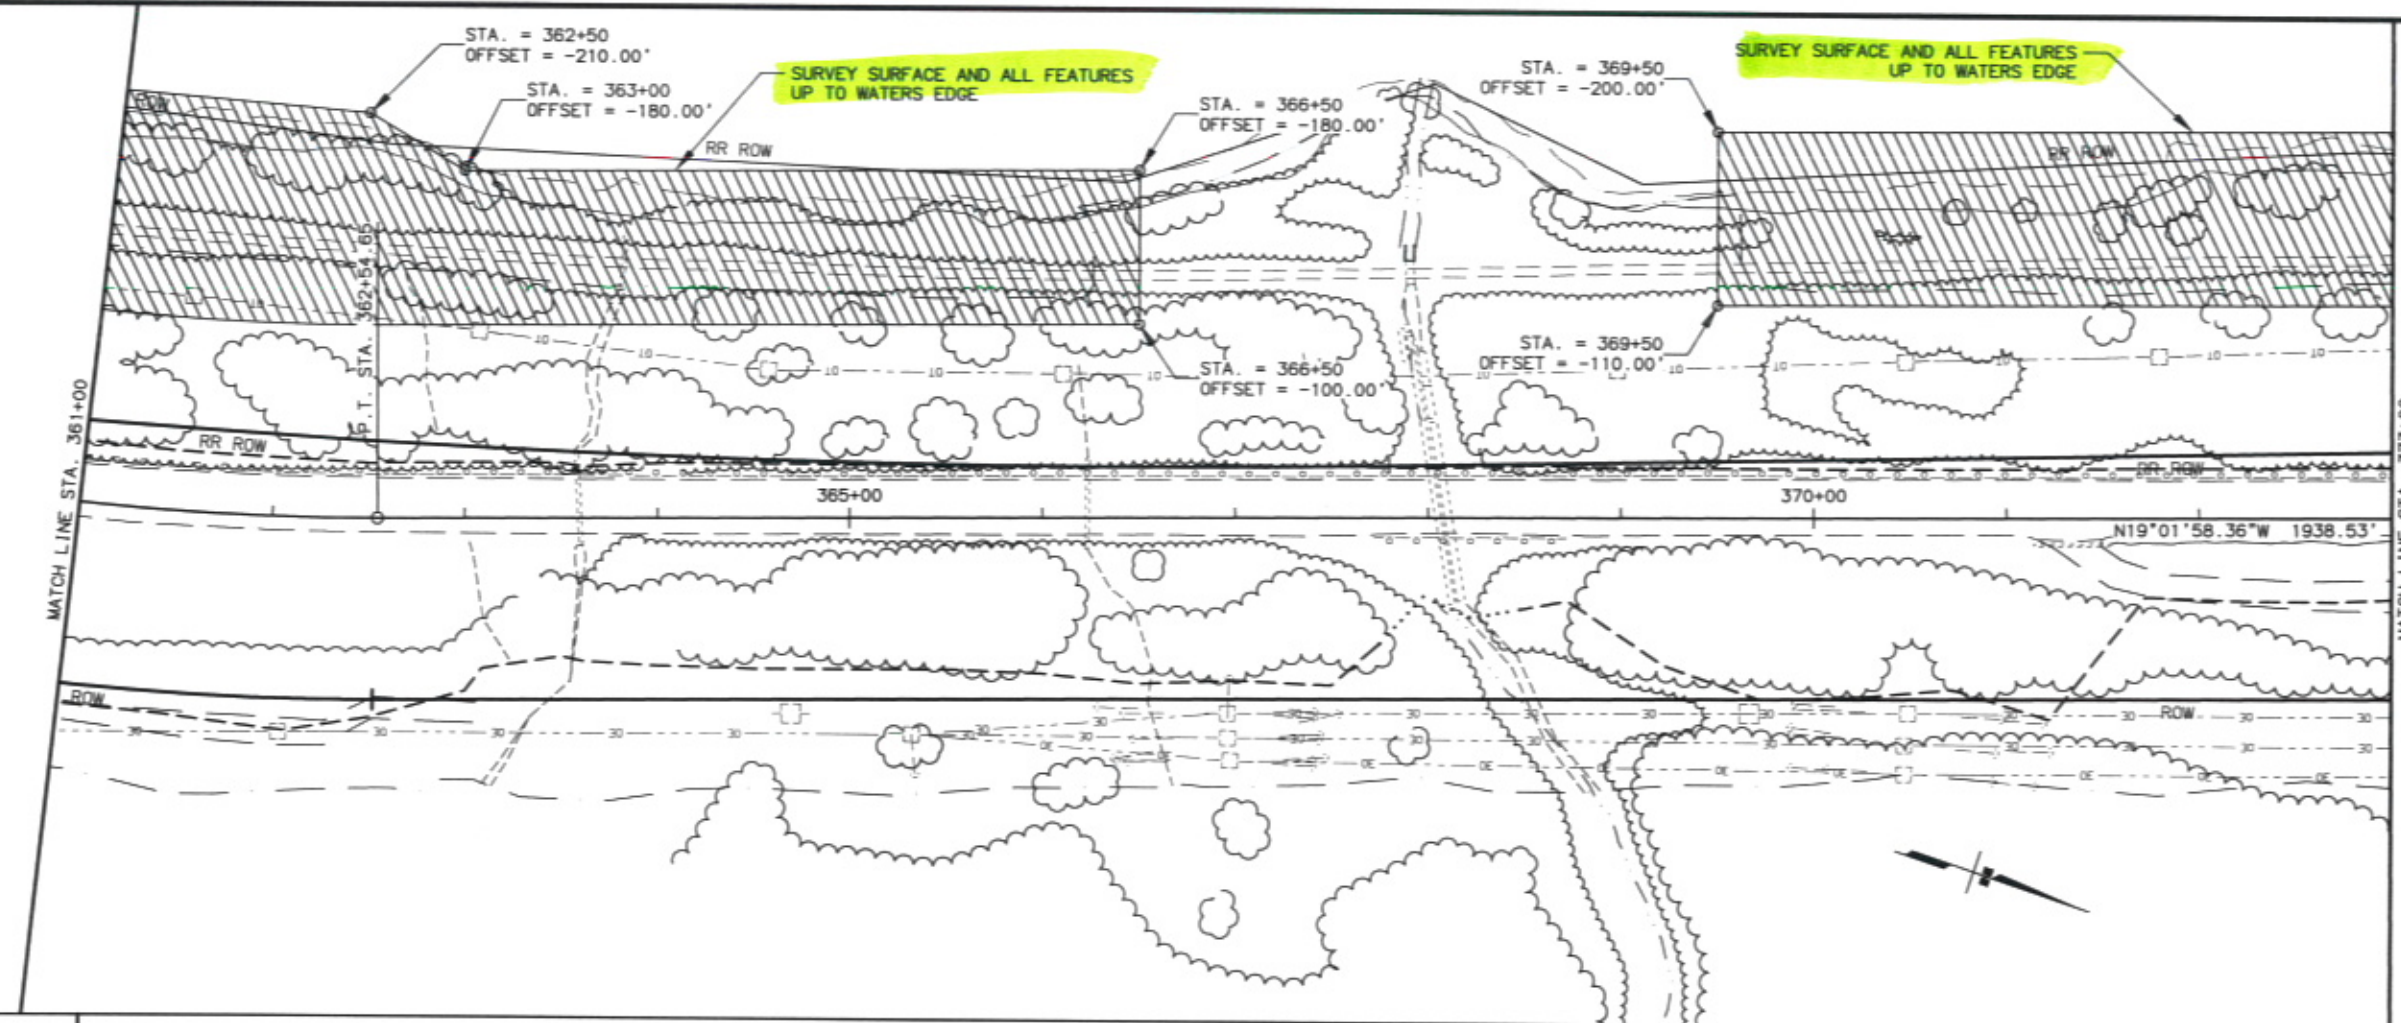 STA. = 362+50
OFFSET = -210.00'
STA. = 363+00
OFFSET = -180.00'
SURVEY SURFACE AND ALL FEATURES
UP TO WATERS EDGE
STA. = 366+50
OFFSET = -180.00'
STA. = 369+50
OFFSET = -200.00'
SURVEY SURFACE AND ALL FEATURES
UP TO WATERS EDGE
ROW
RR ROW
RR ROW
P.T. STA. 362+54.65
STA. = 366+50
OFFSET = -100.00'
STA. = 369+50
OFFSET = -110.00'
MATCH LINE STA. 361+00
RR ROW
RR ROW
365+00
370+00
N19°01'58.36"W 1938.53'
ROW
ROW